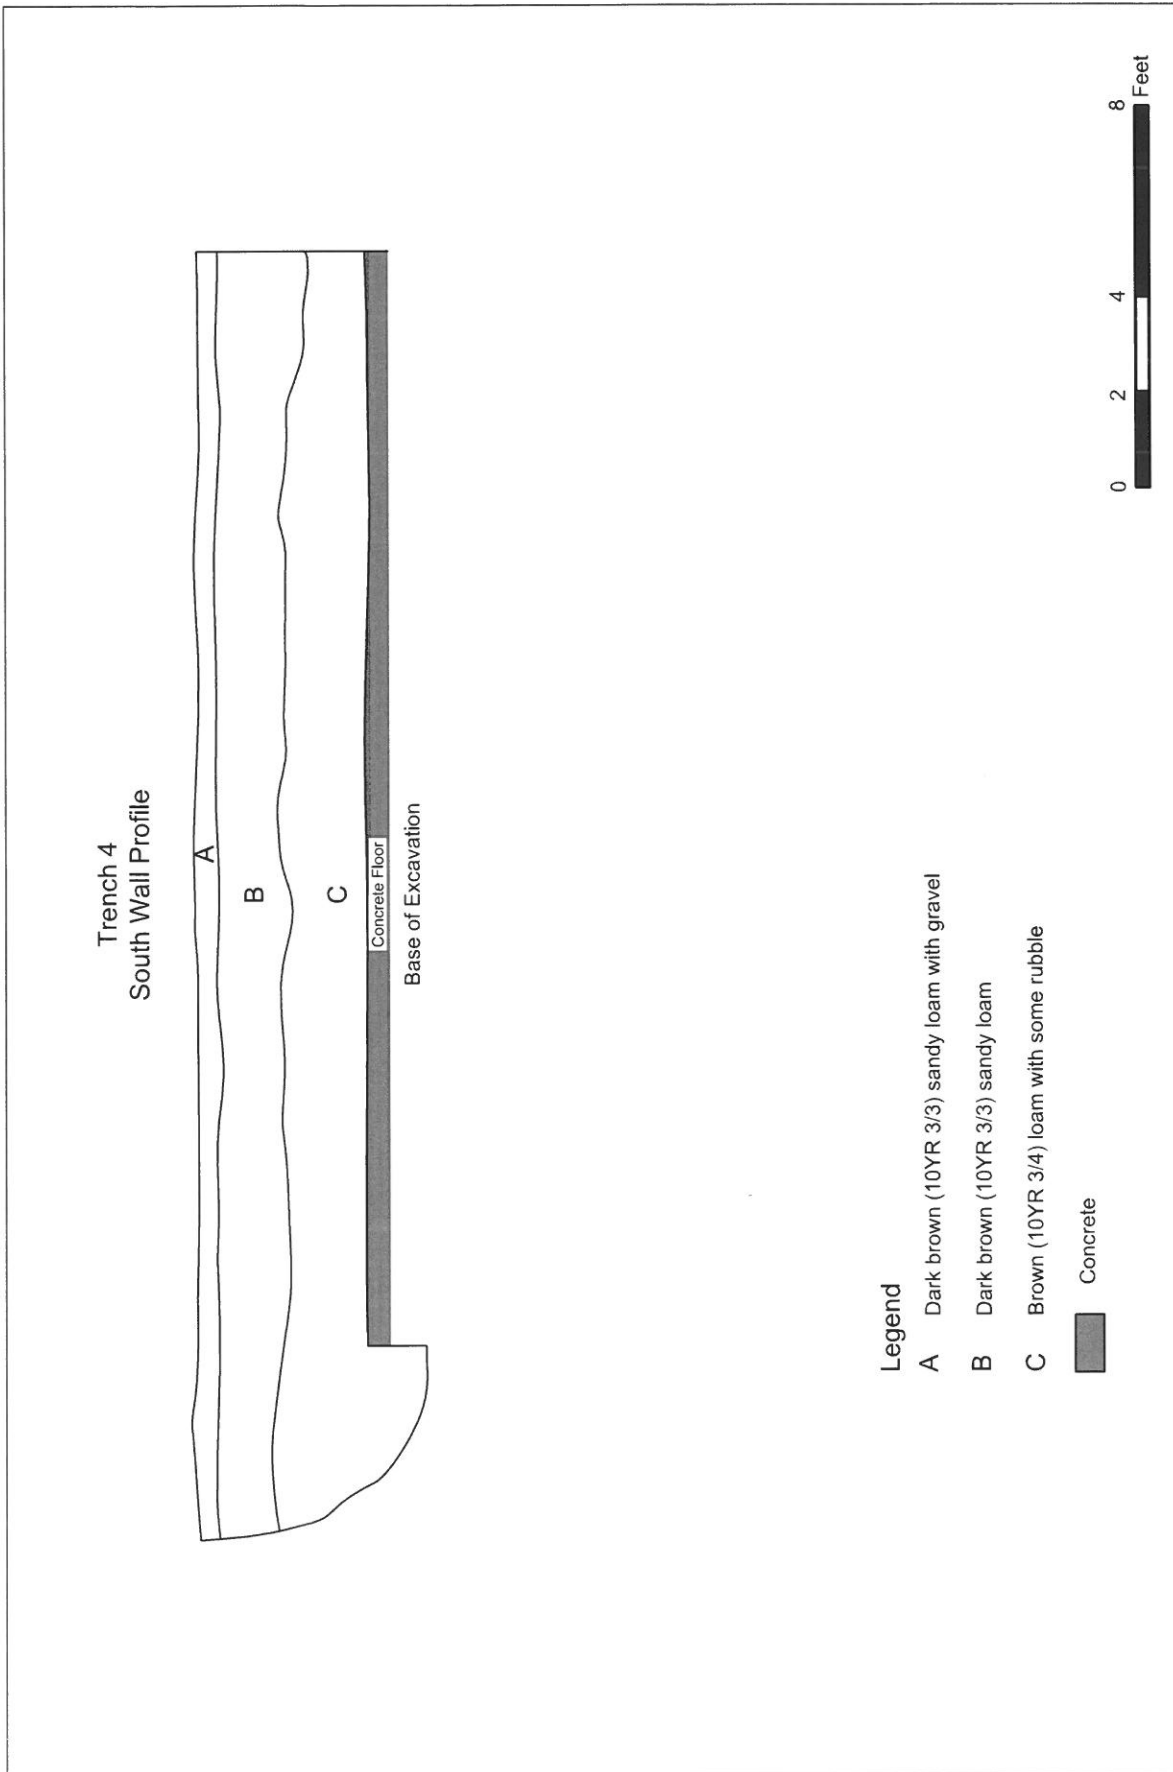 Trench 4
South Wall Profile
A
B
C
Concrete Floor
Base of Excavation
Legend
A Dark brown (10YR 3/3) sandy loam with gravel
B Dark brown (10YR 3/3) sandy loam
C Brown (10YR 3/4) loam with some rubble
Concrete
0 2 4 8
Feet